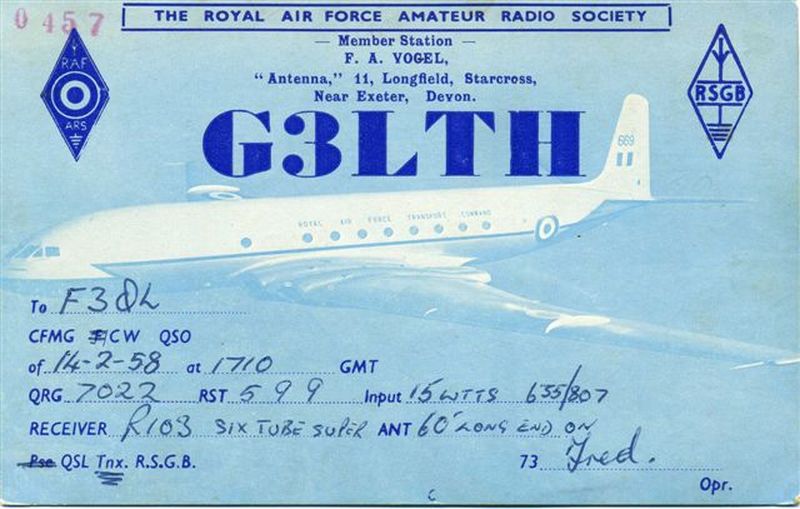 0457
THE ROYAL AIR FORCE AMATEUR RADIO SOCIETY
— Member Station —
F. A. VOGEL,
"Antenna," 11, Longfield, Starcross,
Near Exeter, Devon.
RAF
ARS
RSGB
G3LTH
669
ROYAL AIR FORCE TRANSPORT COMMAND
To F3QL
CFMG CW QSO
of 14-2-58 at 1710 GMT
QRG 7022 RST 599 Input 15 WTTS 635/807
RECEIVER R103 SIX TUBE SUPER ANT 60' LONG END ON
Pse QSL Tnx. R.S.G.B. 73 Fred.
Opr.
C